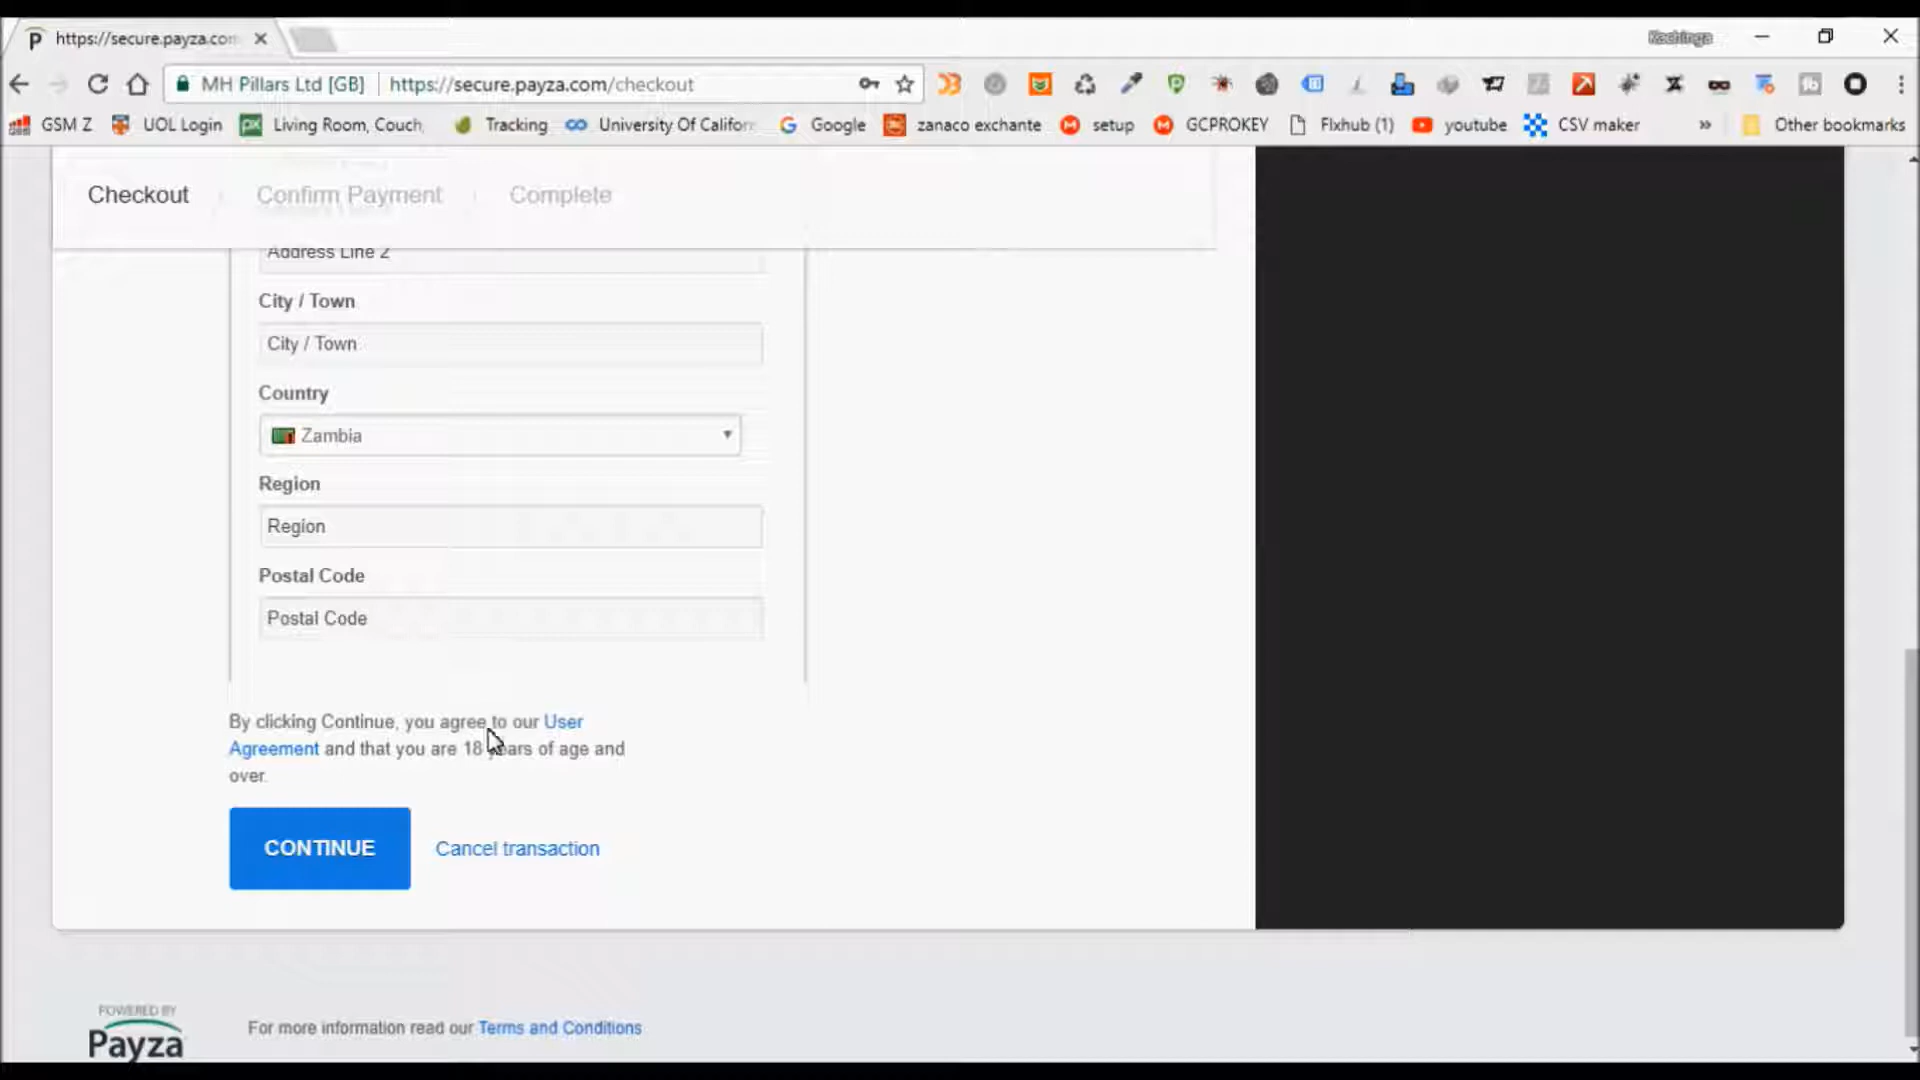 https://secure.payza.com
Kachinga
MH Pillars Ltd [GB] https://secure.payza.com/checkout
GSM Z UOL Login Living Room, Couch, Tracking University Of Califor Google zanaco exchante setup GCPROKEY Flxhub (1) youtube CSV maker » Other bookmarks
Checkout Confirm Payment Complete
Address Line 2
City / Town
City / Town
Country
Zambia
Region
Region
Postal Code
Postal Code
By clicking Continue, you agree to our User
Agreement and that you are 18 years of age and
over.
CONTINUE Cancel transaction
POWERED BY
Payza
For more information read our Terms and Conditions